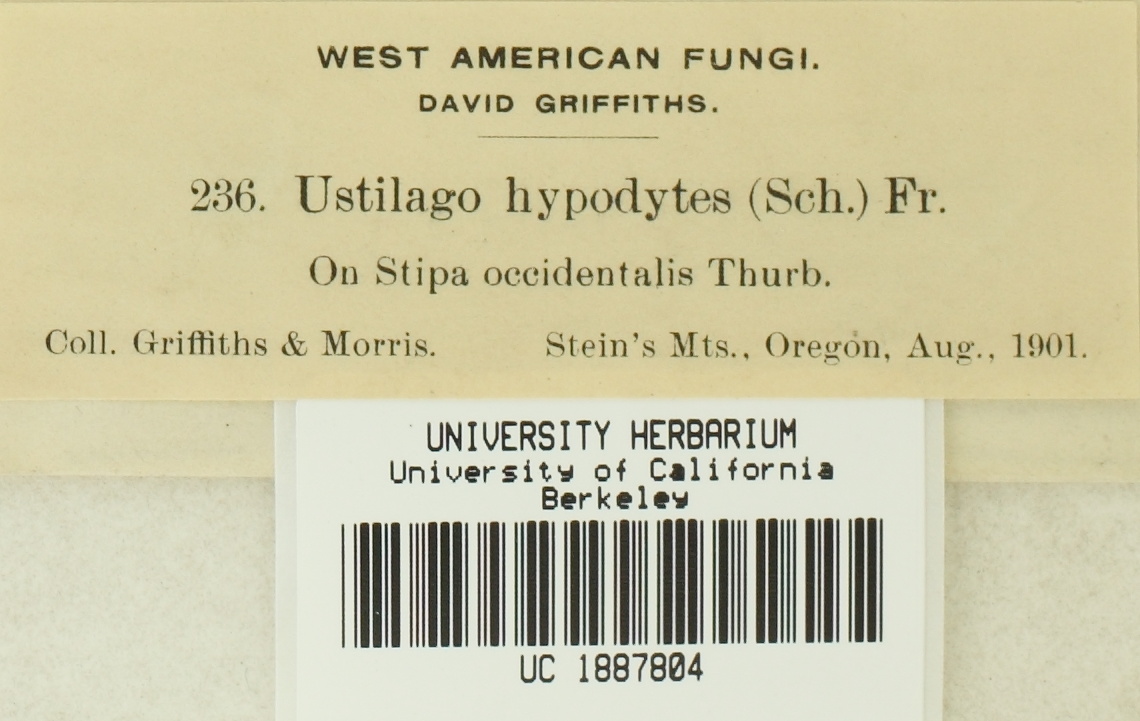 WEST AMERICAN FUNGI.
DAVID GRIFFITHS.
236. Ustilago hypodytes (Sch.) Fr.
On Stipa occidentalis Thurb.
Coll. Griffiths & Morris. Stein's Mts., Oregon, Aug., 1901.
UNIVERSITY HERBARIUM
University of California
Berkeley
UC 1887804